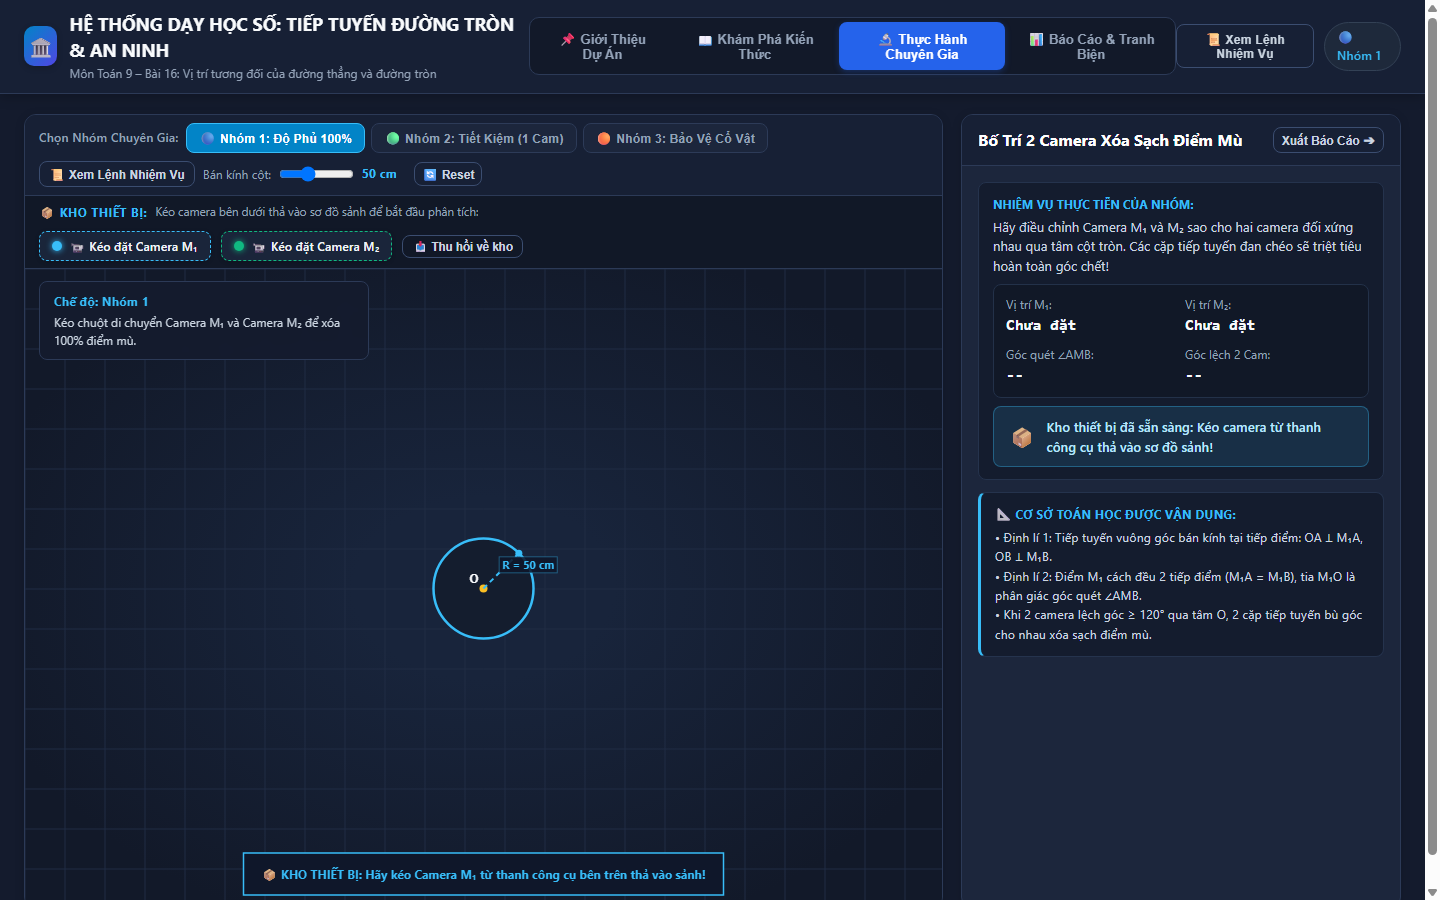 HỆ THỐNG DẠY HỌC SỐ: TIẾP TUYẾN ĐƯỜNG TRÒN
& AN NINH
Môn Toán 9 – Bài 16: Vị trí tương đối của đường thẳng và đường tròn
📌 Giới Thiệu
Dự Án
📖 Khám Phá Kiến
Thức
🔬 Thực Hành
Chuyên Gia
📊 Báo Cáo & Tranh
Biện
📜 Xem Lệnh
Nhiệm Vụ
🔵
Nhóm 1
Chọn Nhóm Chuyên Gia:
🔵 Nhóm 1: Độ Phủ 100%
🟢 Nhóm 2: Tiết Kiệm (1 Cam)
🟠 Nhóm 3: Bảo Vệ Cổ Vật
📜 Xem Lệnh Nhiệm Vụ
Bán kính cột:
50 cm
🔄 Reset
📦 KHO THIẾT BỊ:
Kéo camera bên dưới thả vào sơ đồ sảnh để bắt đầu phân tích:
📹 Kéo đặt Camera M₁
📹 Kéo đặt Camera M₂
📥 Thu hồi về kho
Chế độ: Nhóm 1
Kéo chuột di chuyển Camera M₁ và Camera M₂ để xóa
100% điểm mù.
O
R = 50 cm
📦 KHO THIẾT BỊ: Hãy kéo Camera M₁ từ thanh công cụ bên trên thả vào sảnh!
Bố Trí 2 Camera Xóa Sạch Điểm Mù
Xuất Báo Cáo ➔
NHIỆM VỤ THỰC TIỄN CỦA NHÓM:
Hãy điều chỉnh Camera M₁ và M₂ sao cho hai camera đối xứng
nhau qua tâm cột tròn. Các cặp tiếp tuyến đan chéo sẽ triệt tiêu
hoàn toàn góc chết!
Vị trí M₁:
Chưa đặt
Vị trí M₂:
Chưa đặt
Góc quét ∠AMB:
--
Góc lệch 2 Cam:
--
📦 Kho thiết bị đã sẵn sàng: Kéo camera từ thanh
công cụ thả vào sơ đồ sảnh!
📐 CƠ SỞ TOÁN HỌC ĐƯỢC VẬN DỤNG:
• Định lí 1: Tiếp tuyến vuông góc bán kính tại tiếp điểm: OA ⊥ M₁A,
OB ⊥ M₁B.
• Định lí 2: Điểm M₁ cách đều 2 tiếp điểm (M₁A = M₁B), tia M₁O là
phân giác góc quét ∠AMB.
• Khi 2 camera lệch góc ≥ 120° qua tâm O, 2 cặp tiếp tuyến bù góc
cho nhau xóa sạch điểm mù.